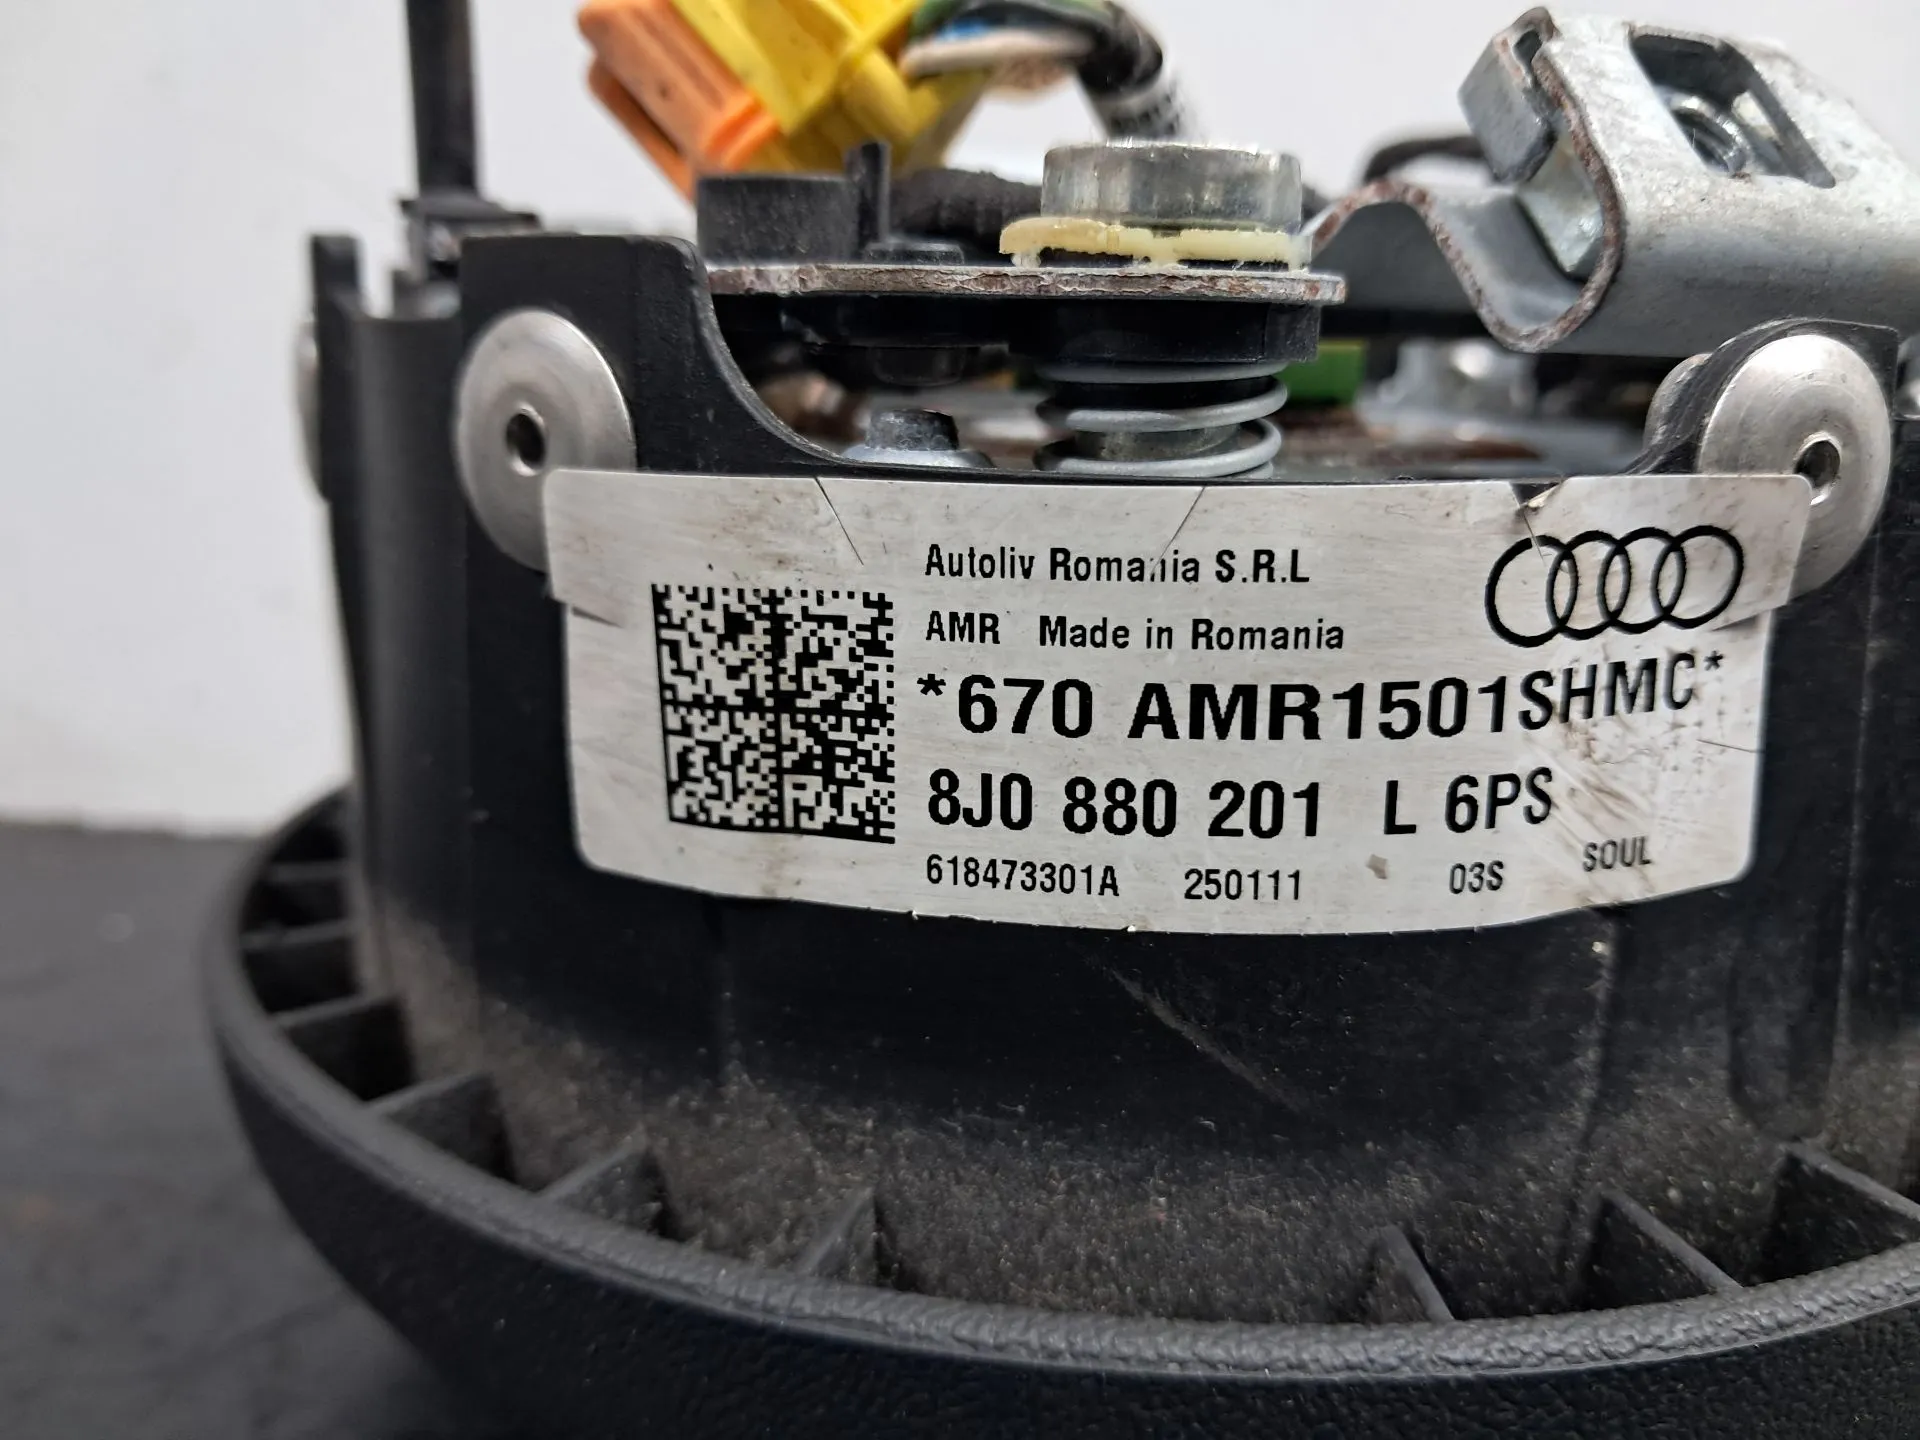 Autoliv Romania S.R.L
AMR Made in Romania
*670 AMR1501SHMC*
8J0 880 201 L 6PS
618473301A 250111 03S SOUL